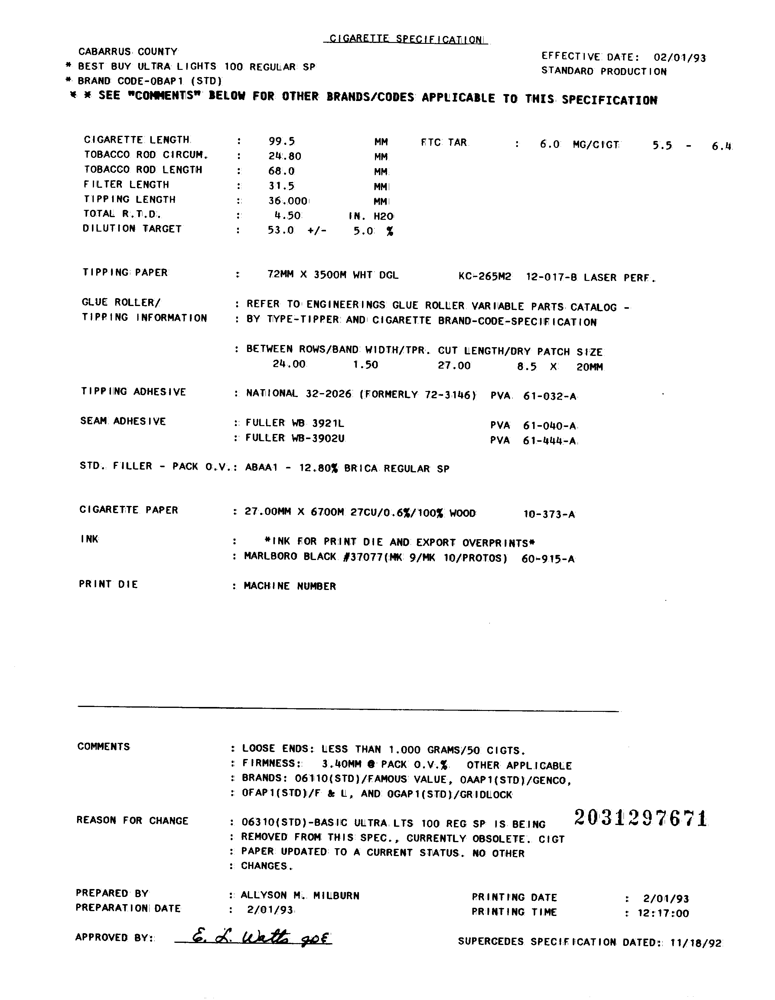 CIGARETTE SPECIFICATION
CABARRUS COUNTY
EFFECTIVE DATE: 02/01/93
* BEST BUY ULTRA LIGHTS 100 REGULAR SP
STANDARD PRODUCTION
* BRAND CODE-OBAP1 (STD)
* * SEE "COMMENTS" BELOW FOR OTHER BRANDS/CODES APPLICABLE TO THIS SPECIFICATION
CIGARETTE LENGTH : 99.5 MM FTC TAR : 6.0 MG/CIGT 5.5 - 6.4
TOBACCO ROD CIRCUM. : 24.80 MM
TOBACCO ROD LENGTH : 68.0 MM
FILTER LENGTH : 31.5 MM
TIPPING LENGTH : 36.000 MM
TOTAL R.T.D. : 4.50 IN. H2O
DILUTION TARGET : 53.0 +/- 5.0 %
TIPPING PAPER : 72MM X 3500M WHT DGL KC-265M2 12-017-B LASER PERF.
GLUE ROLLER/ : REFER TO ENGINEERINGS GLUE ROLLER VARIABLE PARTS CATALOG -
TIPPING INFORMATION : BY TYPE-TIPPER AND CIGARETTE BRAND-CODE-SPECIFICATION
: BETWEEN ROWS/BAND WIDTH/TPR. CUT LENGTH/DRY PATCH SIZE
24.00 1.50 27.00 8.5 X 20MM
TIPPING ADHESIVE : NATIONAL 32-2026 (FORMERLY 72-3146) PVA 61-032-A
SEAM ADHESIVE : FULLER WB 3921L PVA 61-040-A
: FULLER WB-3902U PVA 61-444-A
STD. FILLER - PACK O.V.: ABAA1 - 12.80% BRICA REGULAR SP
CIGARETTE PAPER : 27.00MM X 6700M 27CU/0.6%/100% WOOD 10-373-A
INK : *INK FOR PRINT DIE AND EXPORT OVERPRINTS*
: MARLBORO BLACK #37077(MK 9/MK 10/PROTOS) 60-915-A
PRINT DIE : MACHINE NUMBER
COMMENTS : LOOSE ENDS: LESS THAN 1.000 GRAMS/50 CIGTS.
: FIRMNESS: 3.40MM @ PACK O.V.% OTHER APPLICABLE
: BRANDS: 06110(STD)/FAMOUS VALUE, OAAP1(STD)/GENCO,
: OFAP1(STD)/F & L, AND OGAP1(STD)/GRIDLOCK
REASON FOR CHANGE : 06310(STD)-BASIC ULTRA LTS 100 REG SP IS BEING
2031297671
: REMOVED FROM THIS SPEC., CURRENTLY OBSOLETE. CIGT
: PAPER UPDATED TO A CURRENT STATUS. NO OTHER
: CHANGES.
PREPARED BY : ALLYSON M. MILBURN PRINTING DATE : 2/01/93
PREPARATION DATE : 2/01/93 PRINTING TIME : 12:17:00
APPROVED BY: E. L. Watts
SUPERCEDES SPECIFICATION DATED: 11/18/92